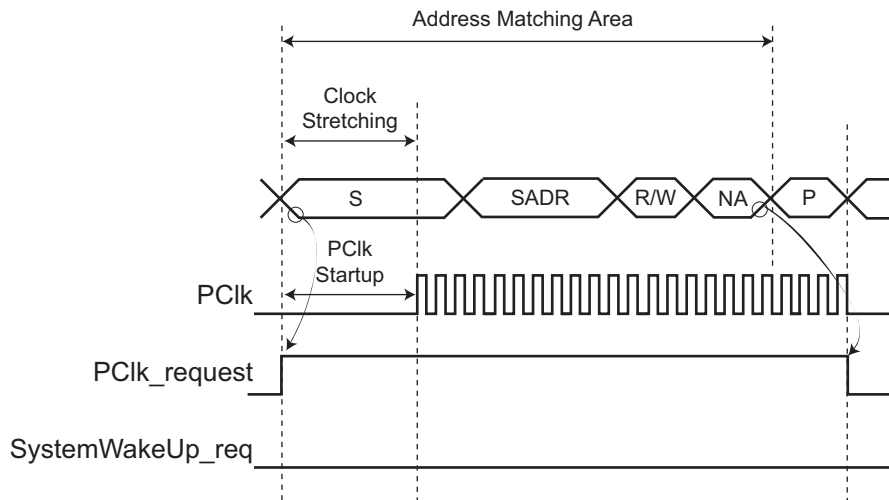 Address Matching Area
Clock
Stretching
S
SADR
R/W
NA
P
PClk
Startup
PClk
PClk_request
SystemWakeUp_req